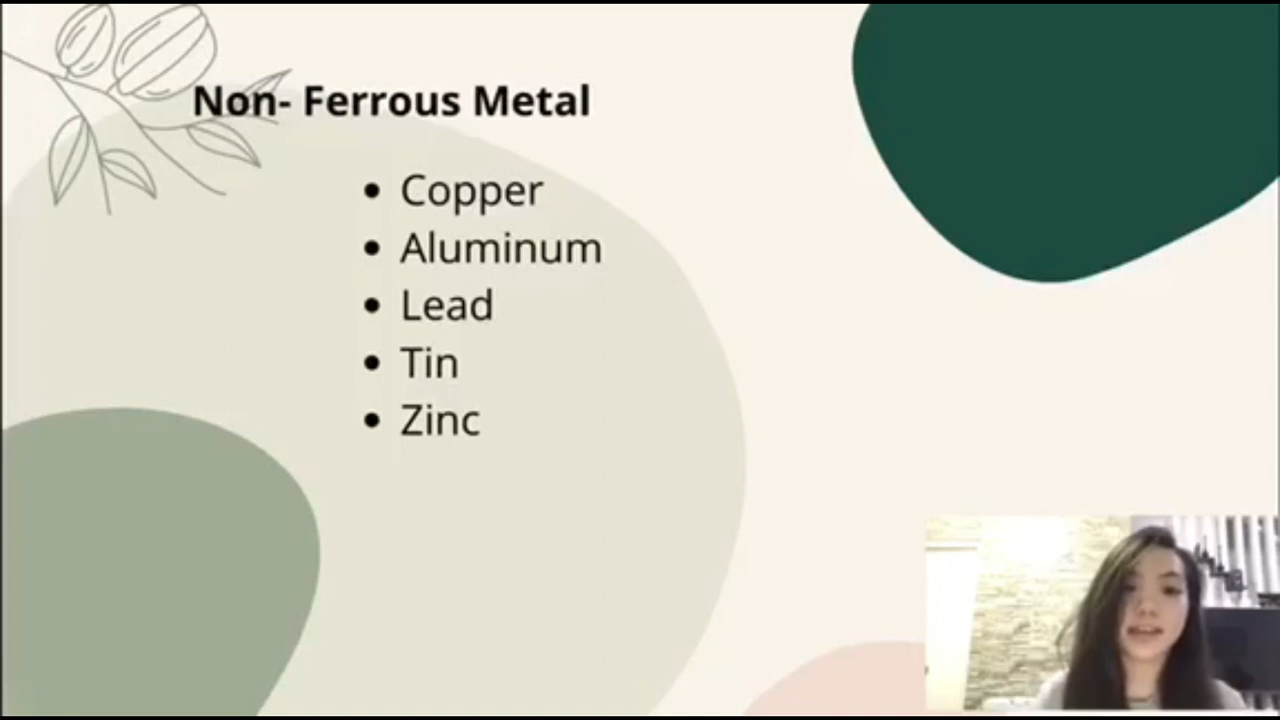 Non- Ferrous Metal
• Copper
• Aluminum
• Lead
• Tin
• Zinc